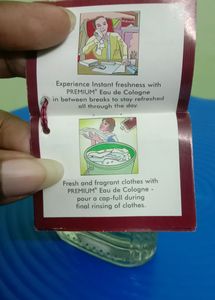 Experience Instant freshness with
PREMIUM* Eau de Cologne
in between breaks to stay refreshed
all through the day.
Fresh and fragrant clothes with
PREMIUM* Eau de Cologne -
pour a cap-full during
final rinsing of clothes.